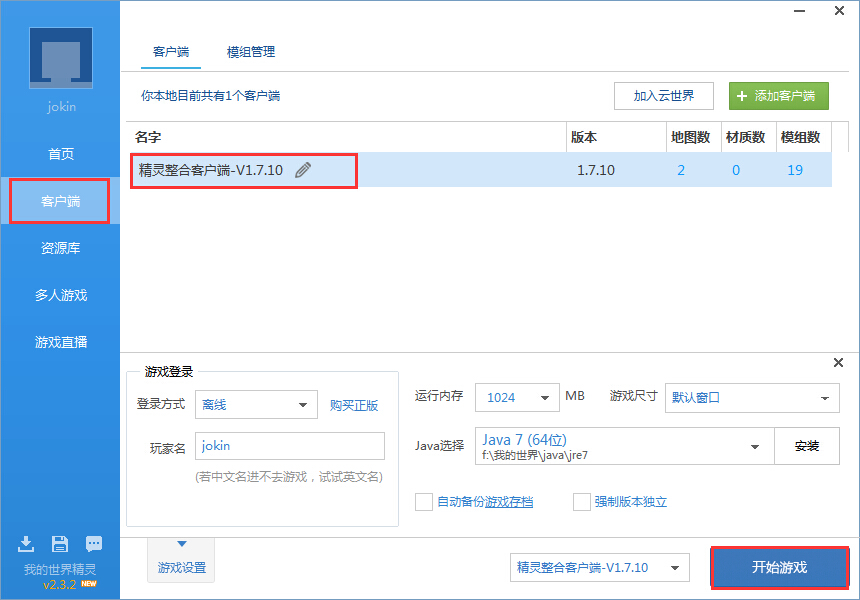 jokin
首页
客户端
资源库
多人游戏
游戏直播
我的世界精灵
v2.3.2 NEW
客户端 模组管理
你本地目前共有1个客户端 加入云世界 + 添加客户端
名字 版本 地图数 材质数 模组数
精灵整合客户端-V1.7.10 1.7.10 2 0 19
游戏登录
登录方式 离线 购买正版
玩家名 jokin
(若中文名进不去游戏，试试英文名)
运行内存 1024 MB 游戏尺寸 默认窗口
Java选择 Java 7 (64位) 安装
f:\我的世界\java\jre7
自动备份游戏存档 强制版本独立
游戏设置 精灵整合客户端-V1.7.10 开始游戏